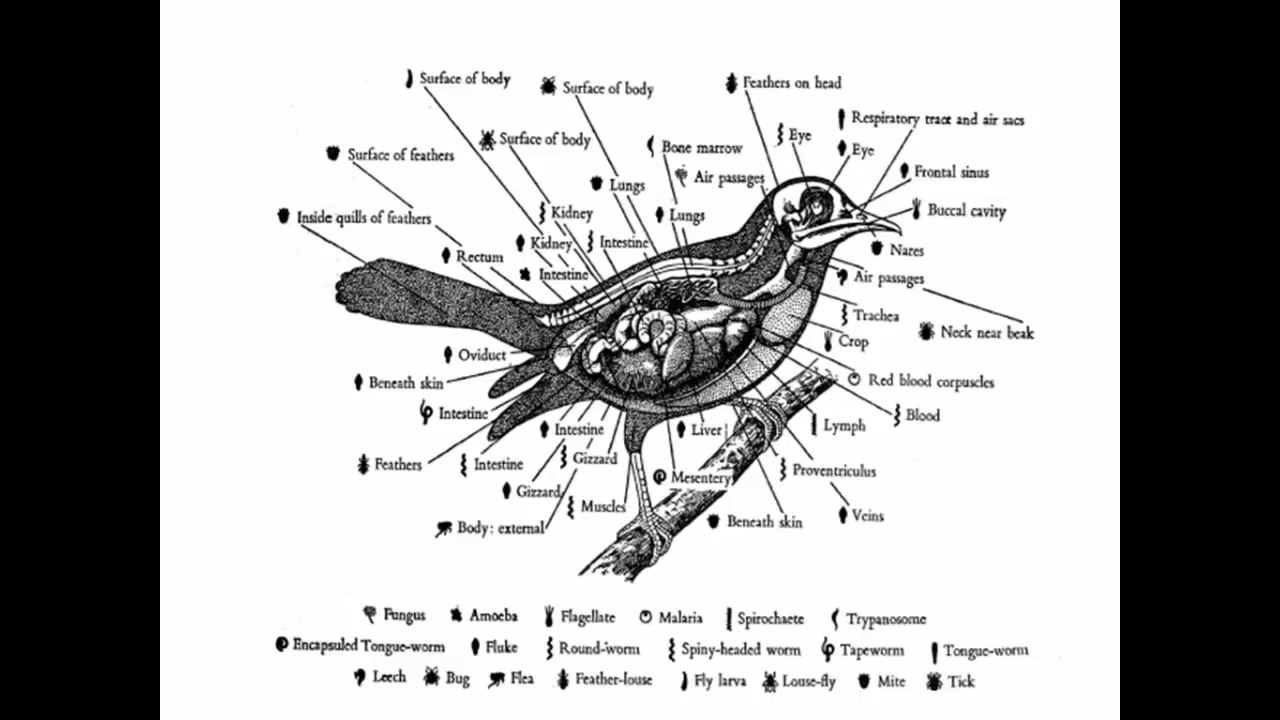 Surface of body
Surface of body
Feathers on head
Respiratory tract and air sacs
Eye
Surface of body
Bone marrow
Eye
Surface of feathers
Air passages
Frontal sinus
Lungs
Inside quills of feathers
Kidney
Lungs
Buccal cavity
Kidney
Intestine
Nares
Rectum
Intestine
Air passages
Trachea
Neck near beak
Crop
Oviduct
Beneath skin
Red blood corpuscles
Intestine
Blood
Intestine
Liver
Lymph
Feathers
Intestine
Gizzard
Mesentery
Proventriculus
Gizzard
Muscles
Veins
Body: external
Beneath skin
Fungus Amoeba Flagellate Malaria Spirochaete Trypanosome
Encapsuled Tongue-worm Fluke Round-worm Spiny-headed worm Tapeworm Tongue-worm
Leech Bug Flea Feather-louse Fly larva Louse-fly Mite Tick